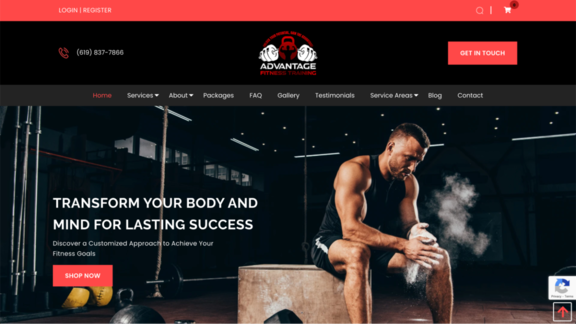 LOGIN | REGISTER
(619) 837-7866
ADVANTAGE
FITNESS TRAINING
GET IN TOUCH
Home Services About Packages FAQ Gallery Testimonials Service Areas Blog Contact
TRANSFORM YOUR BODY AND
MIND FOR LASTING SUCCESS
Discover a Customized Approach to Achieve Your
Fitness Goals
SHOP NOW
Privacy - Terms